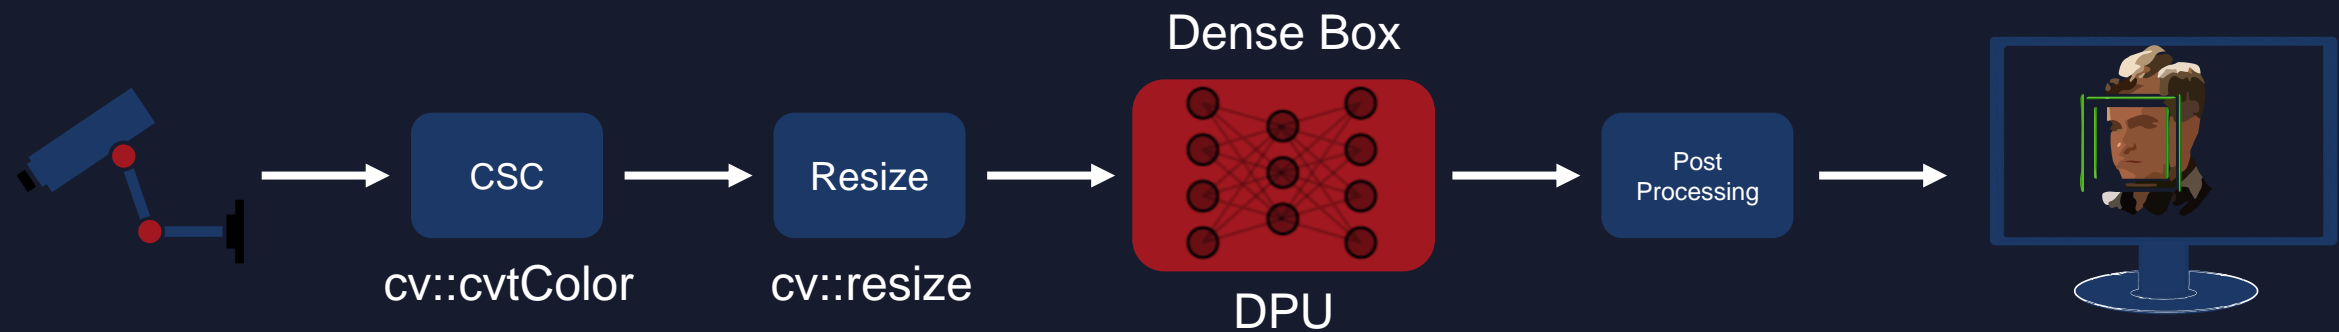 Dense Box
CSC
Resize
Post
Processing
cv::cvtColor
cv::resize
DPU